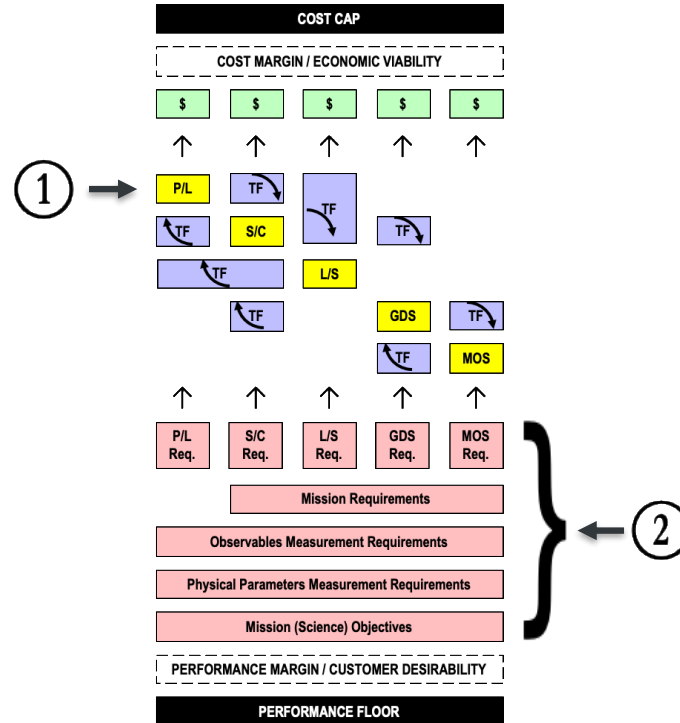 COST CAP
COST MARGIN / ECONOMIC VIABILITY
$ $ $ $ $
1
P/L TF TF
TF S/C TF
TF L/S
TF GDS TF
TF MOS
P/L Req. S/C Req. L/S Req. GDS Req. MOS Req.
Mission Requirements
2
Observables Measurement Requirements
Physical Parameters Measurement Requirements
Mission (Science) Objectives
PERFORMANCE MARGIN / CUSTOMER DESIRABILITY
PERFORMANCE FLOOR